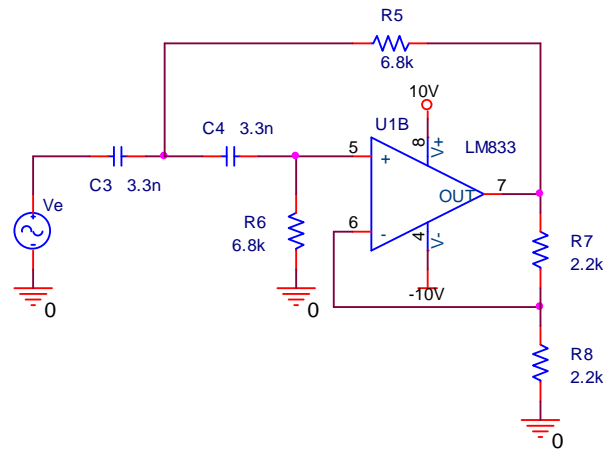 R5
6.8k
10V
U1B
C4 3.3n
LM833
5
+
8
V+
C3 3.3n
OUT
7
Ve
R6
6.8k
6
-
4
V-
R7
2.2k
-10V
0
0
R8
2.2k
0